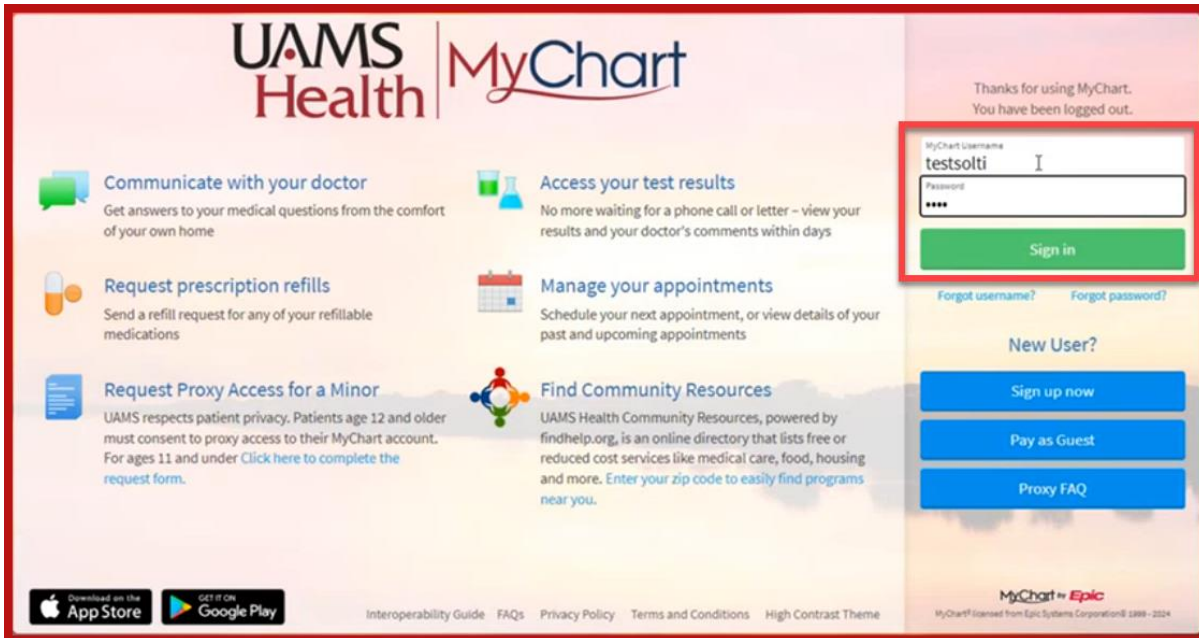 UAMS
Health
MyChart
Thanks for using MyChart.
You have been logged out.
MyChart Username
testsolti
Password
••••
Sign in
Forgot username? Forgot password?
New User?
Sign up now
Pay as Guest
Proxy FAQ
Communicate with your doctor
Get answers to your medical questions from the comfort
of your own home
Access your test results
No more waiting for a phone call or letter – view your
results and your doctor's comments within days
Request prescription refills
Send a refill request for any of your refillable
medications
Manage your appointments
Schedule your next appointment, or view details of your
past and upcoming appointments
Request Proxy Access for a Minor
UAMS respects patient privacy. Patients age 12 and older
must consent to proxy access to their MyChart account.
For ages 11 and under Click here to complete the
request form.
Find Community Resources
UAMS Health Community Resources, powered by
findhelp.org, is an online directory that lists free or
reduced cost services like medical care, food, housing
and more. Enter your zip code to easily find programs
near you.
Download on the
App Store
GET IT ON
Google Play
Interoperability Guide FAQs Privacy Policy Terms and Conditions High Contrast Theme
MyChart by Epic
MyChart® licensed from Epic Systems Corporation® 1999 - 2024